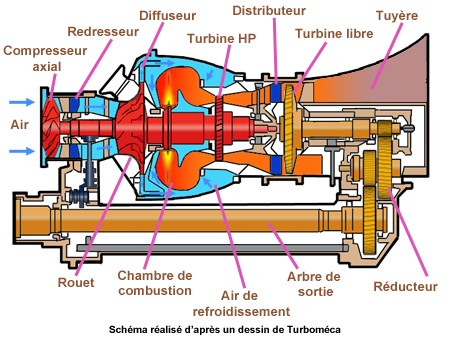 Diffuseur
Distributeur
Tuyère
Redresseur
Turbine HP
Turbine libre
Compresseur
axial
Air
Rouet
Chambre de
combustion
Air de
refroidissement
Arbre de
sortie
Réducteur
Schéma réalisé d'après un dessin de Turboméca